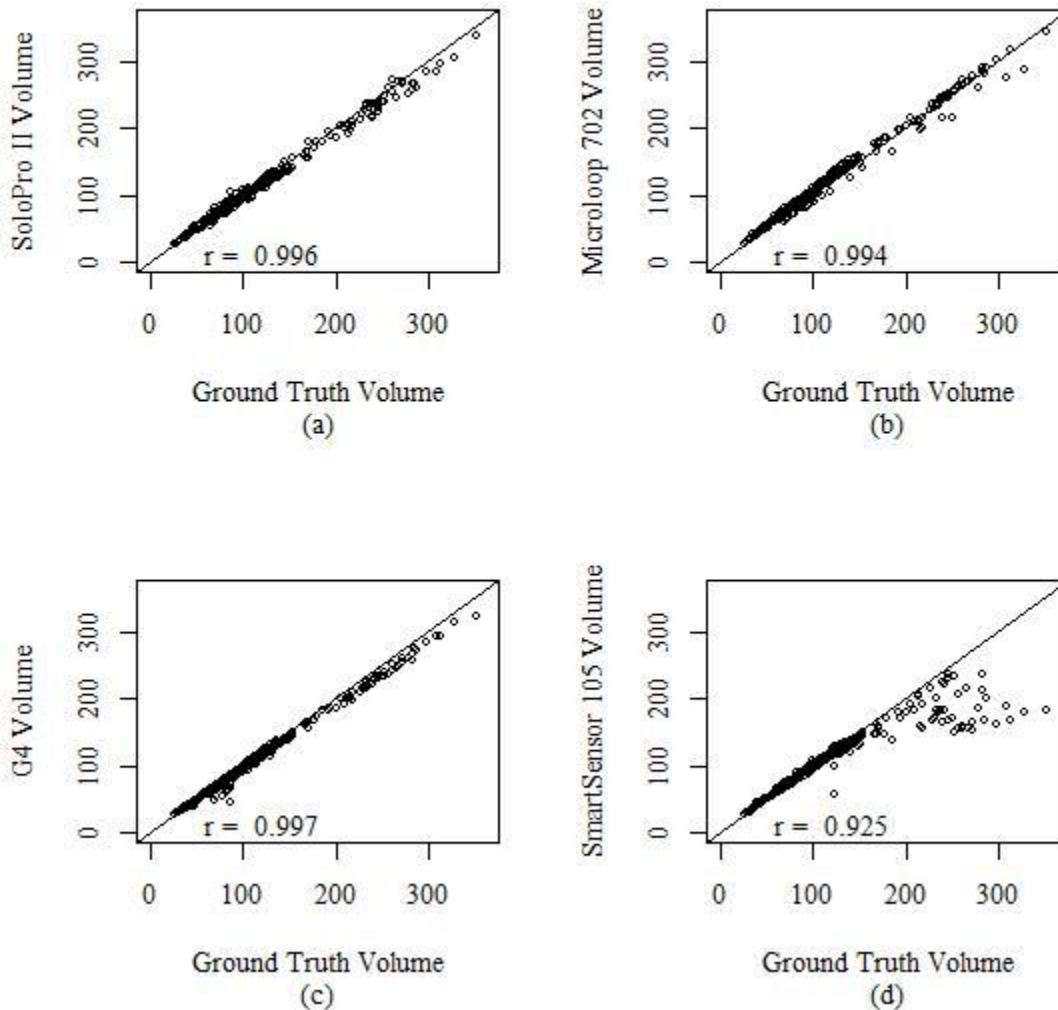 SoloPro II Volume
300
200
100
0
r = 0.996
0 100 200 300
Ground Truth Volume
(a)
Microloop 702 Volume
300
200
100
0
r = 0.994
0 100 200 300
Ground Truth Volume
(b)
G4 Volume
300
200
100
0
r = 0.997
0 100 200 300
Ground Truth Volume
(c)
SmartSensor 105 Volume
300
200
100
0
r = 0.925
0 100 200 300
Ground Truth Volume
(d)